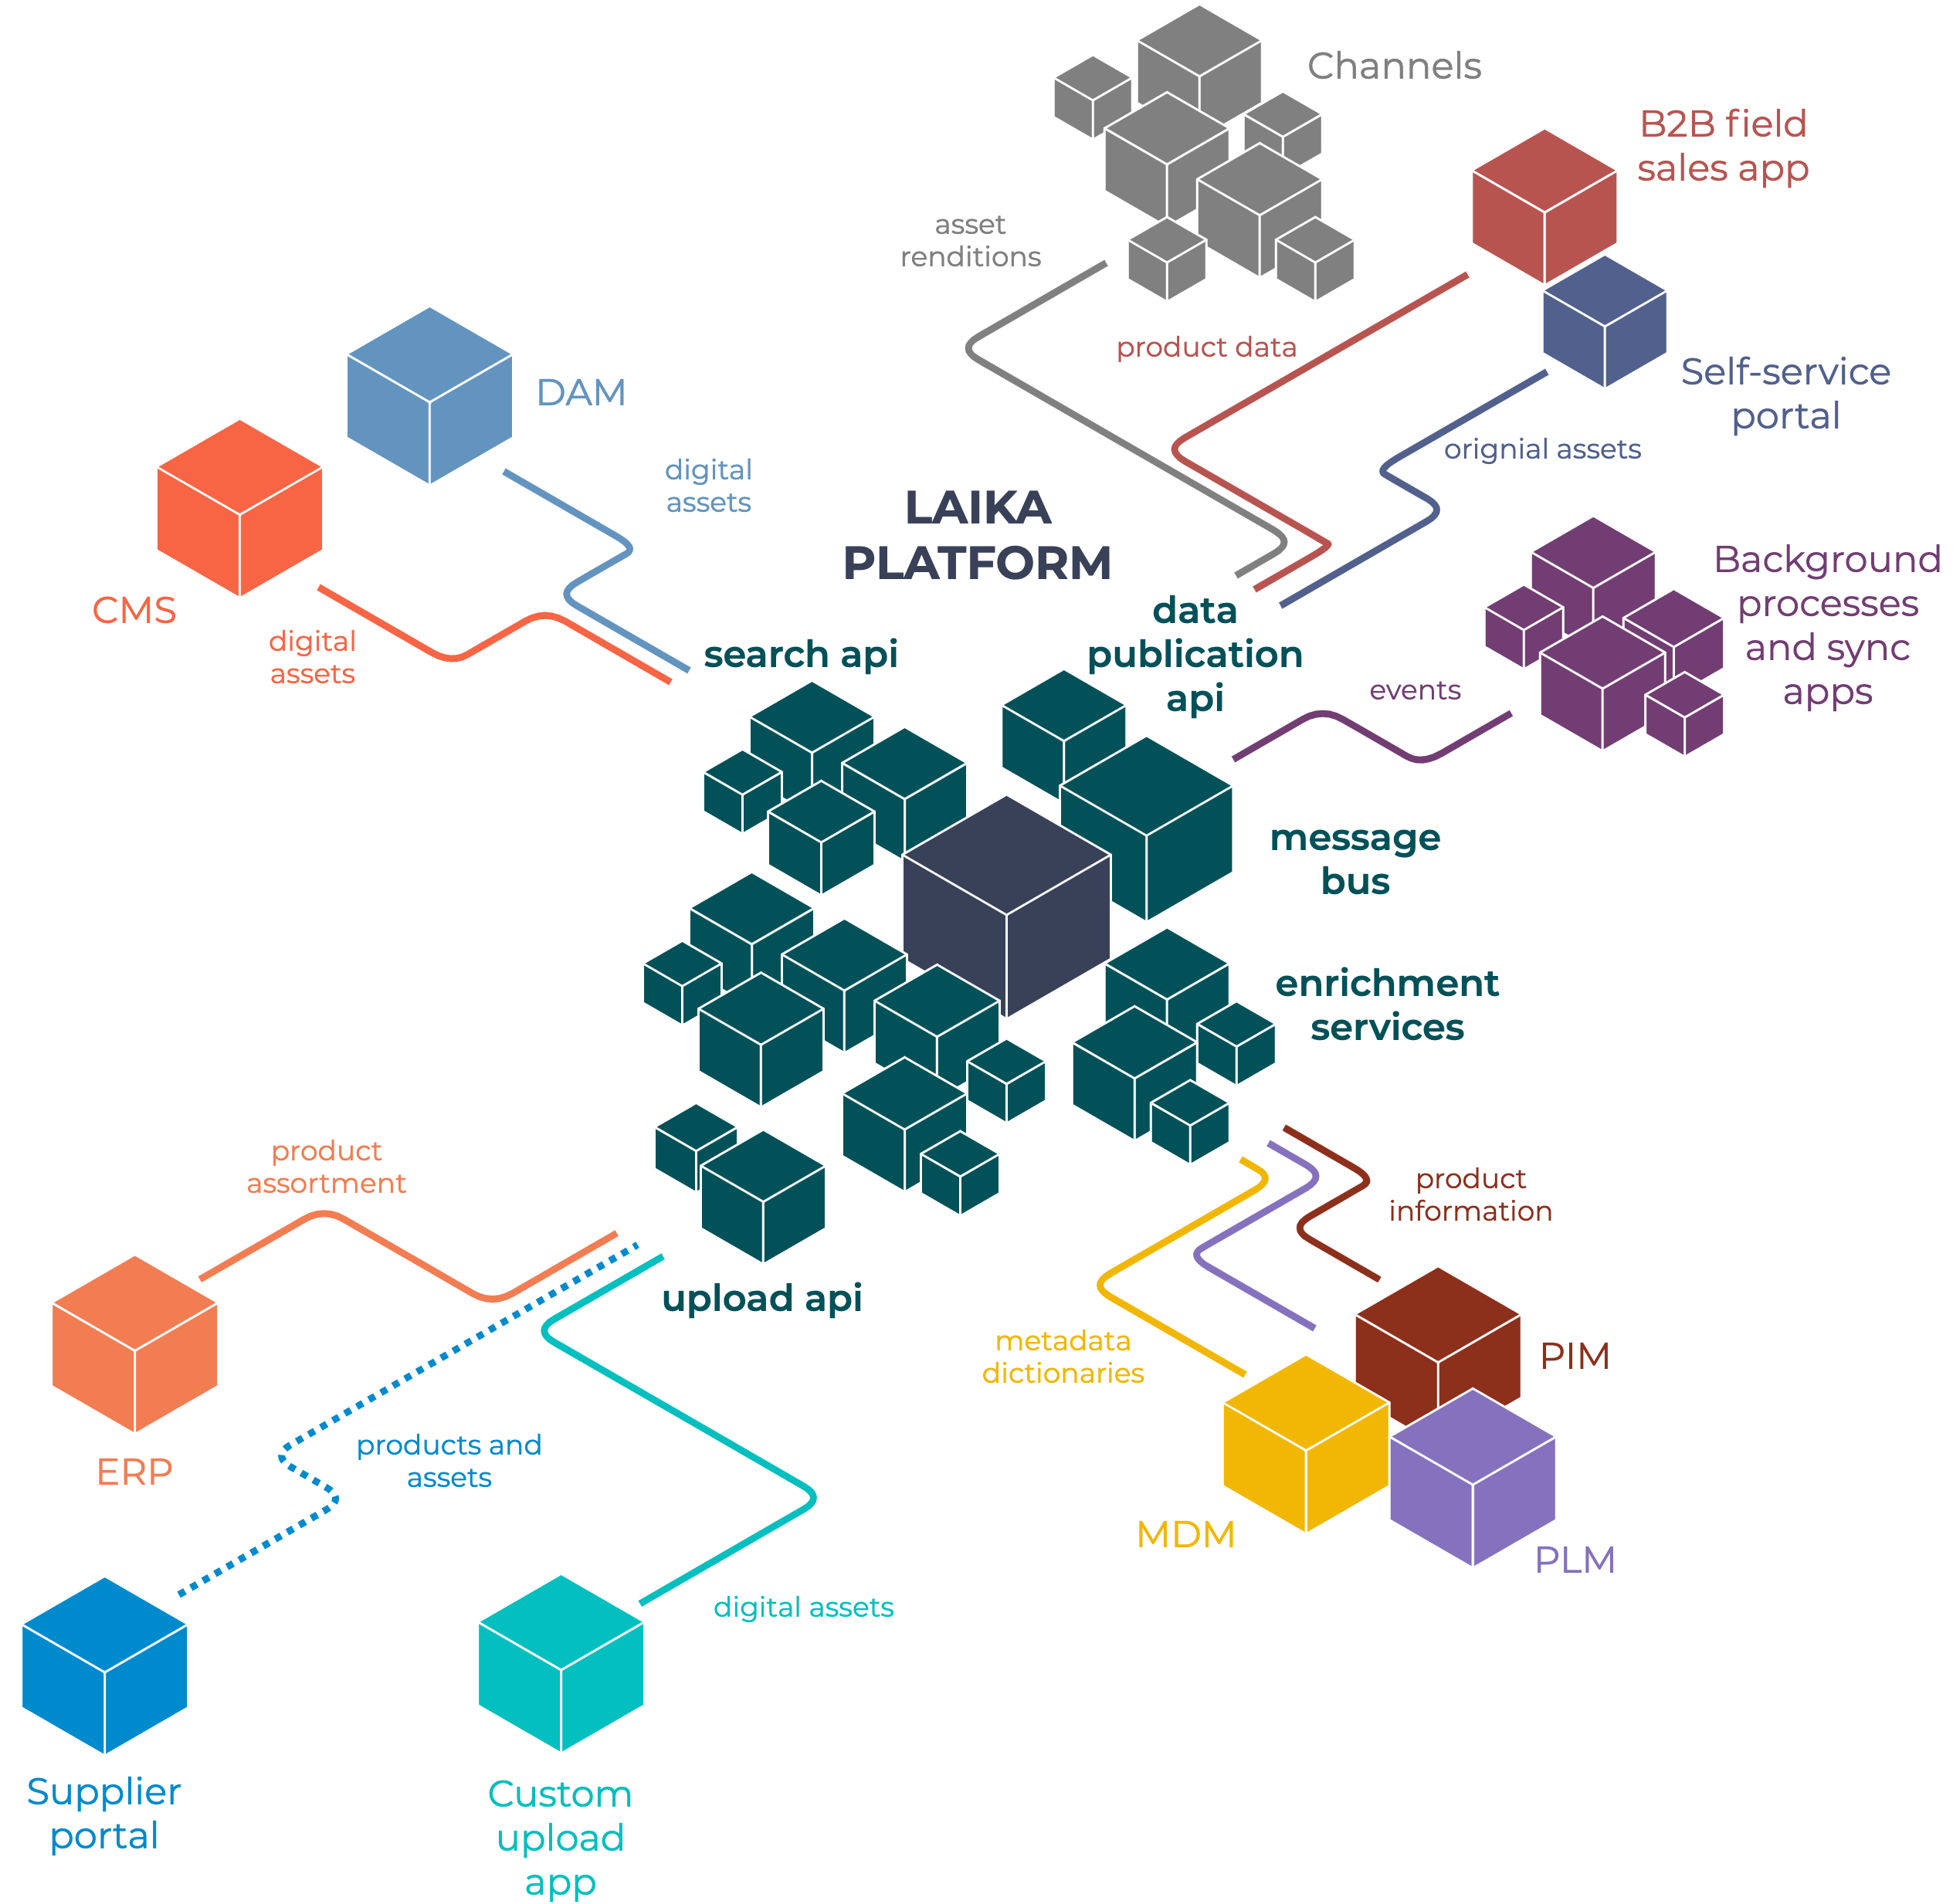 Channels
B2B field
sales app
asset
renditions
product data
Self-service
portal
orignial assets
DAM
digital
assets
CMS
digital
assets
LAIKA
PLATFORM
search api
data
publication
api
Background
processes
and sync
apps
events
message
bus
enrichment
services
product
assortment
ERP
upload api
product
information
metadata
dictionaries
PIM
MDM
PLM
products and
assets
digital assets
Supplier
portal
Custom
upload
app